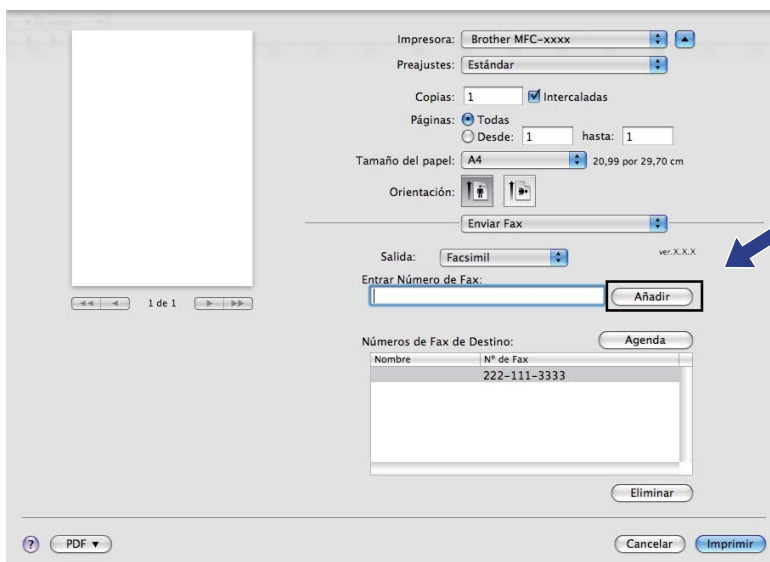 Impresora: Brother MFC-xxxx
Preajustes: Estándar
Copias: 1 Intercaladas
Páginas: Todas
Desde: 1 hasta: 1
Tamaño del papel: A4 20,99 por 29,70 cm
Orientación:
Enviar Fax
Salida: Facsimil ver.X.X.X
Entrar Número de Fax:
Añadir
1 de 1
Números de Fax de Destino: Agenda
Nombre Nº de Fax
222-111-3333
Eliminar
? PDF Cancelar Imprimir